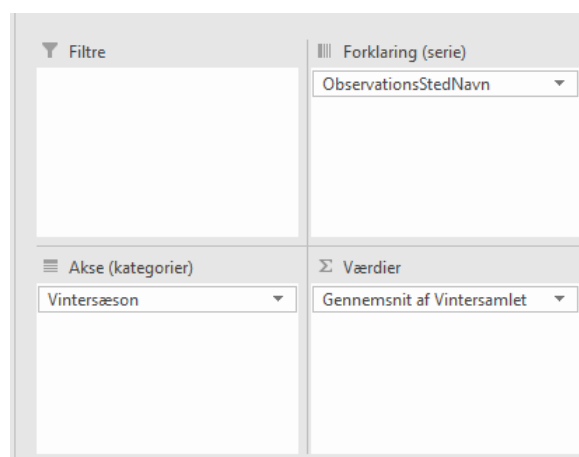 Filtre
Forklaring (serie)
ObservationsStedNavn
Akse (kategorier)
Σ Værdier
Vintersæson
Gennemsnit af Vintersamlet